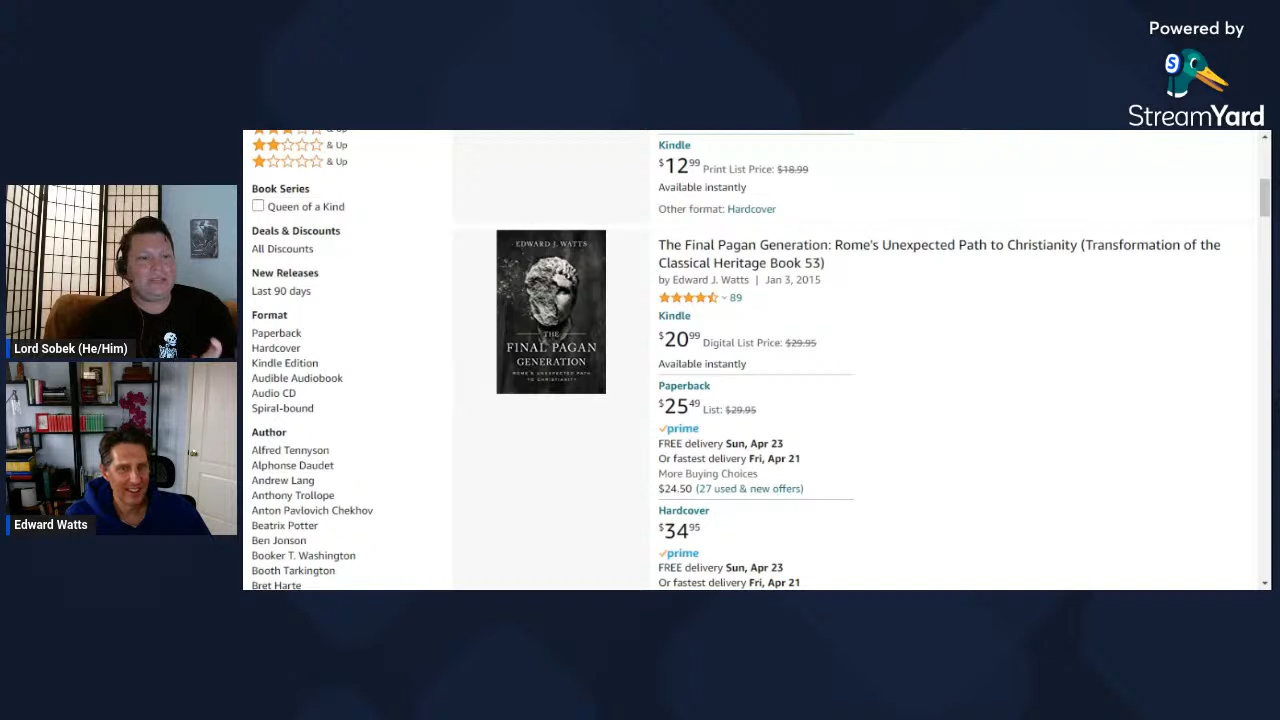 Powered by
S
StreamYard
& Up
& Up
& Up
Book Series
Queen of a Kind
Deals & Discounts
All Discounts
New Releases
Last 90 days
Format
Paperback
Hardcover
Kindle Edition
Audible Audiobook
Audio CD
Spiral-bound
Author
Alfred Tennyson
Alphonse Daudet
Andrew Lang
Anthony Trollope
Anton Pavlovich Chekhov
Beatrix Potter
Ben Jonson
Booker T. Washington
Booth Tarkington
Bret Harte
Kindle
$12.99 Print List Price: $18.99
Available instantly
Other format: Hardcover
EDWARD J. WATTS
THE
FINAL PAGAN
GENERATION
ROME'S UNEXPECTED PATH
TO CHRISTIANITY
The Final Pagan Generation: Rome's Unexpected Path to Christianity (Transformation of the
Classical Heritage Book 53)
by Edward J. Watts | Jan 3, 2015
89
Kindle
$20.99 Digital List Price: $29.95
Available instantly
Paperback
$25.49 List: $29.95
prime
FREE delivery Sun, Apr 23
Or fastest delivery Fri, Apr 21
More Buying Choices
$24.50 (27 used & new offers)
Hardcover
$34.95
prime
FREE delivery Sun, Apr 23
Or fastest delivery Fri, Apr 21
Lord Sobek (He/Him)
Edward Watts